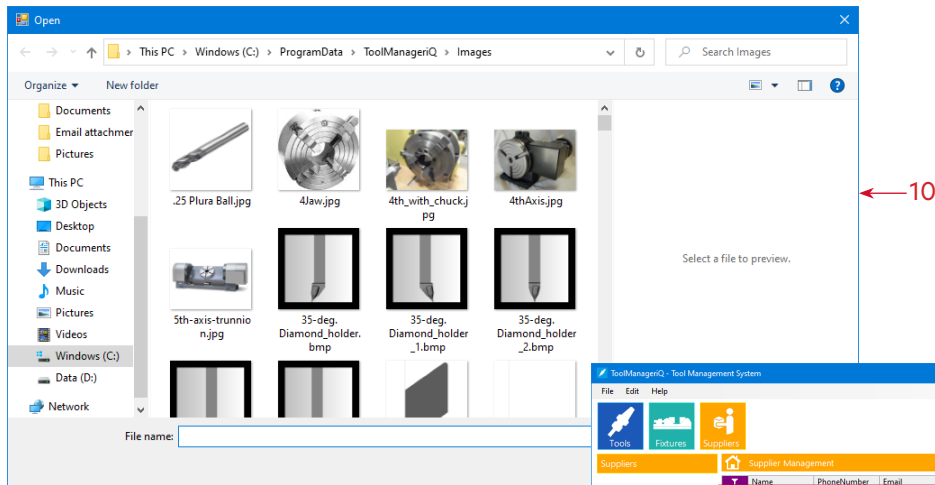 Open
This PC > Windows (C:) > ProgramData > ToolManageriQ > Images
Search Images
Organize
New folder
Documents
Email attachmer
Pictures
This PC
3D Objects
Desktop
Documents
Downloads
Music
Pictures
Videos
Windows (C:)
Data (D:)
Network
.25 Plura Ball.jpg
4Jaw.jpg
4th_with_chuck.j
pg
4thAxis.jpg
5th-axis-trunnio
n.jpg
35-deg.
Diamond_holder.
bmp
35-deg.
Diamond_holder
_1.bmp
35-deg.
Diamond_holder
_2.bmp
Select a file to preview.
10
File name:
ToolManageriQ - Tool Management System
File Edit Help
Tools
Fixtures
Suppliers
Suppliers
Supplier Management
Name
PhoneNumber
Email